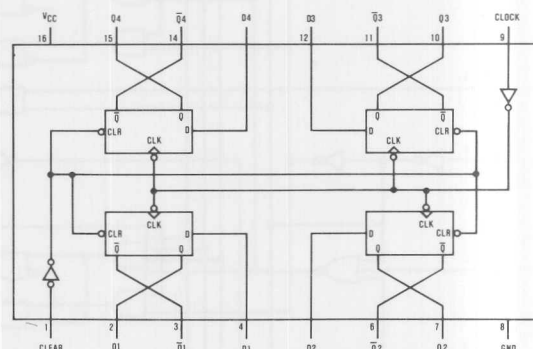 VCC Q4 Q̅4 D4 D3 Q̅3 Q3 CLOCK
16 15 14 13 12 11 10 9
Q̅ Q Q̅ Q
CLR D D CLR
CLK CLK
CLK CLK
CLR D D CLR
Q̅ Q Q Q̅
1 2 3 4 5 6 7 8
CLEAR Q1 Q̅1 D1 D2 Q̅2 Q2 GND